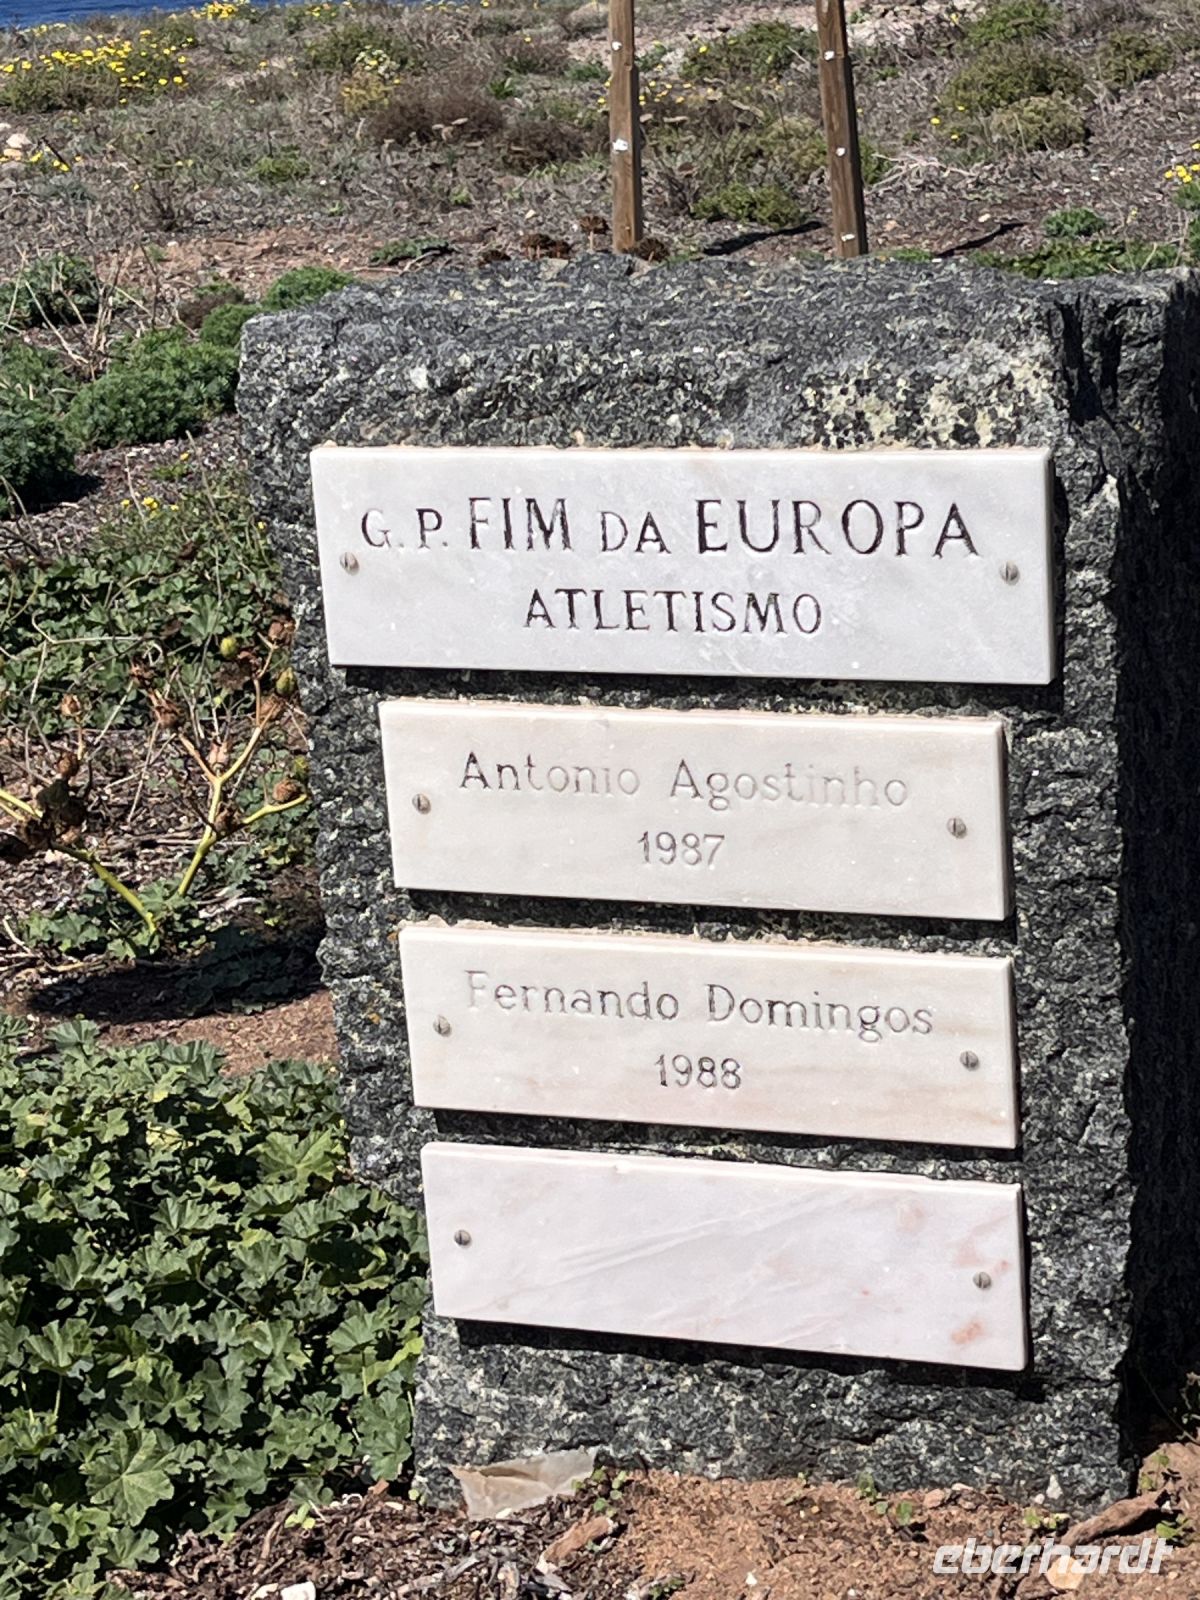 G.P. FIM DA EUROPA
ATLETISMO
Antonio Agostinho
1987
Fernando Domingos
1988
eberhardt